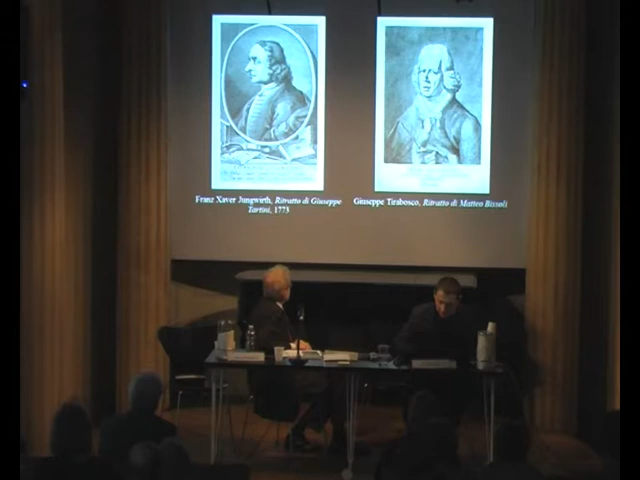 Franz Xaver Jungwirth, Ritratto di Giuseppe
Tartini, 1773
Giuseppe Tirabosco, Ritratto di Matteo Bissoli